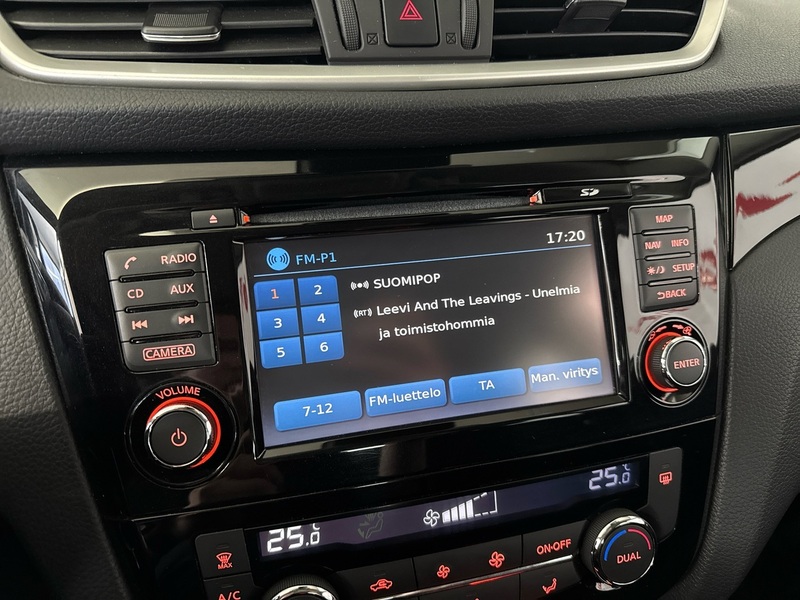 SD
RADIO
CD AUX
CAMERA
VOLUME
FM-P1
17:20
1 2
3 4
5 6
SUOMIPOP
(RT) Leevi And The Leavings - Unelmia
ja toimistohommia
7-12
FM-luettelo
TA
Man. viritys
MAP
NAV INFO
SETUP
BACK
ENTER
25.0 °C
25.0 °C
MAX
A/C
ON·OFF
DUAL